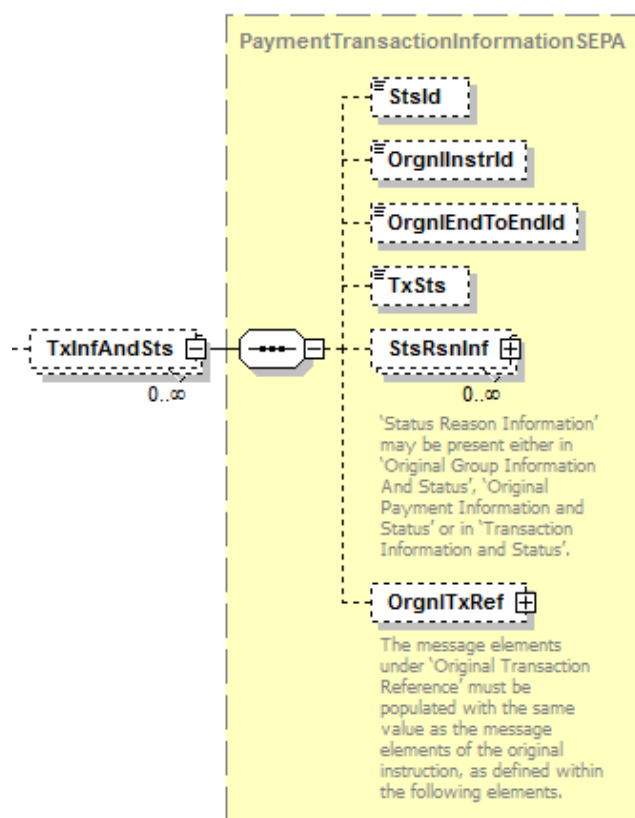 PaymentTransactionInformationSEPA
StsId
OrgnlInstrId
OrgnlEndToEndId
TxSts
TxInfAndSts
0..∞
StsRsnInf
0..∞
‘Status Reason Information’
may be present either in
‘Original Group Information
And Status’, ‘Original
Payment Information and
Status’ or in ‘Transaction
Information and Status’.
OrgnlTxRef
The message elements
under ‘Original Transaction
Reference’ must be
populated with the same
value as the message
elements of the original
instruction, as defined within
the following elements.